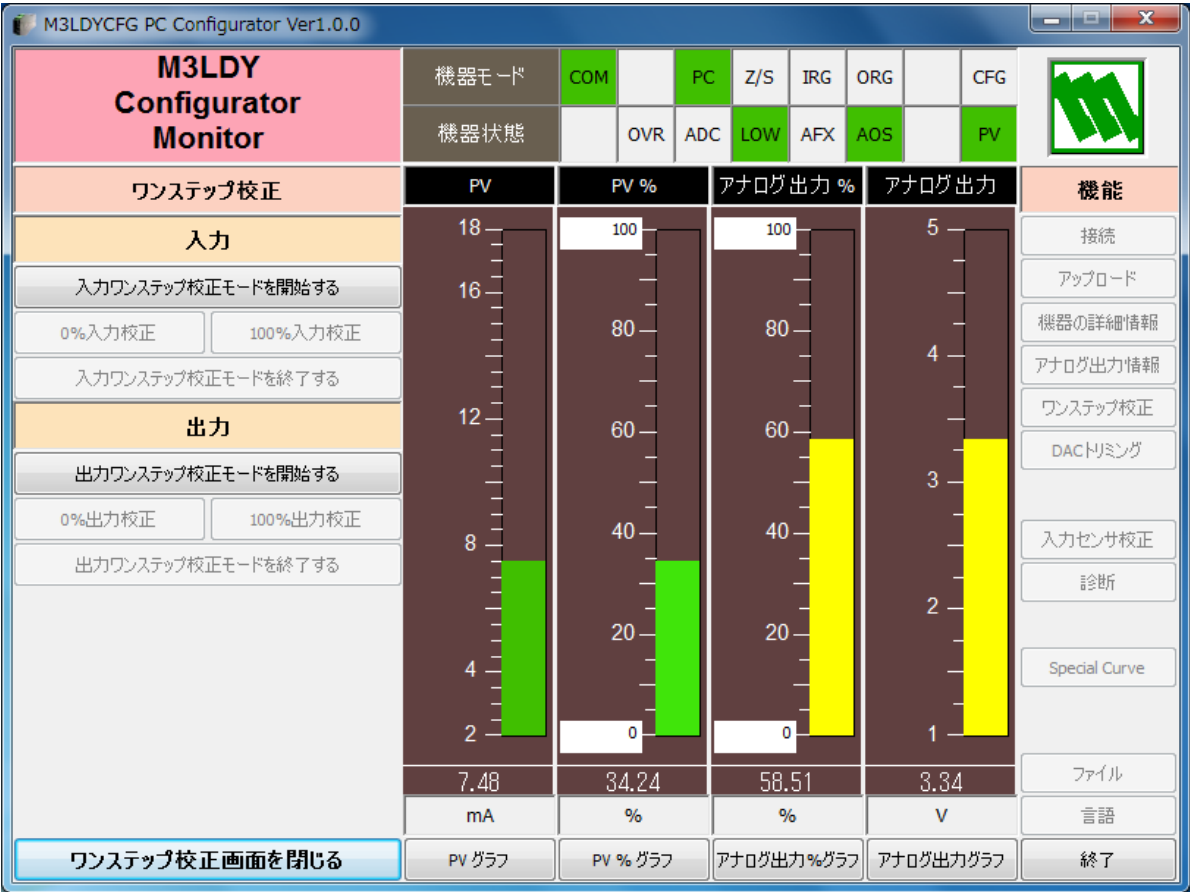 M3LDYCFG PC Configurator Ver1.0.0
M3LDY
Configurator
Monitor
機器モード COM PC Z/S IRG ORG CFG
機器状態 OVR ADC LOW AFX AOS PV
ワンステップ校正
入力
入力ワンステップ校正モードを開始する
0%入力校正 100%入力校正
入力ワンステップ校正モードを終了する
出力
出力ワンステップ校正モードを開始する
0%出力校正 100%出力校正
出力ワンステップ校正モードを終了する
ワンステップ校正画面を閉じる
PV
18
16
12
8
4
2
7.48
mA
PV グラフ
PV %
100
80
60
40
20
0
34.24
%
PV % グラフ
アナログ出力 %
100
80
60
40
20
0
58.51
%
アナログ出力%グラフ
アナログ出力
5
4
3
2
1
3.34
V
アナログ出力グラフ
機能
接続
アップロード
機器の詳細情報
アナログ出力情報
ワンステップ校正
DACトリミング
入力センサ校正
診断
Special Curve
ファイル
言語
終了